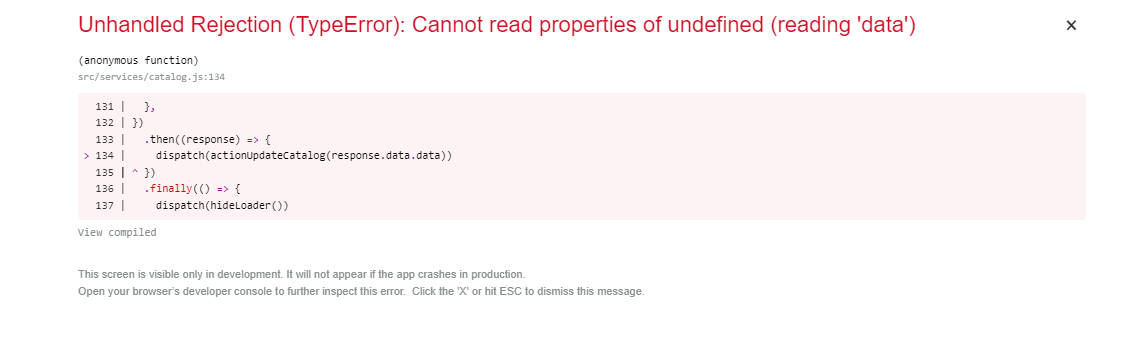 Unhandled Rejection (TypeError): Cannot read properties of undefined (reading 'data')
×
(anonymous function)
src/services/catalog.js:134
131 |   },
132 | })
133 |   .then((response) => {
> 134 |     dispatch(actionUpdateCatalog(response.data.data))
135 | ^ })
136 |   .finally(() => {
137 |     dispatch(hideLoader())
View compiled
This screen is visible only in development. It will not appear if the app crashes in production.
Open your browser's developer console to further inspect this error.  Click the 'X' or hit ESC to dismiss this message.